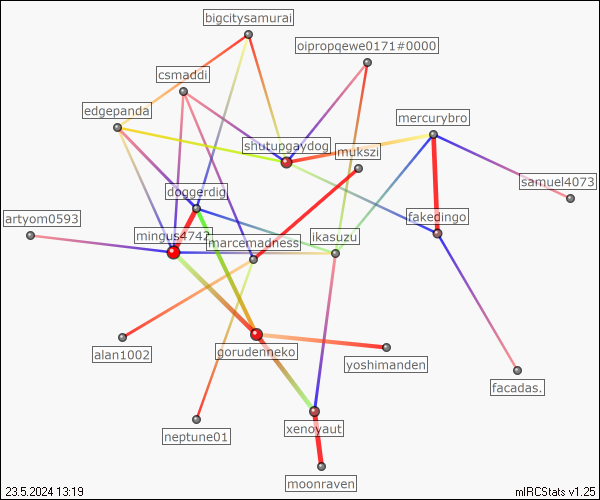 bigcitysamurai
oipropqewe0171#0000
csmaddi
edgepanda
mercurybro
shutupgaydog
mukszi
samuel4073
doggerdig
artyom0593
fakedingo
mingus4742
marcemadness
ikasuzu
alan1002
gorudenneko
yoshimanden
facadas.
neptune01
xenoyaut
moonraven
23.5.2024 13:19
mIRCStats v1.25